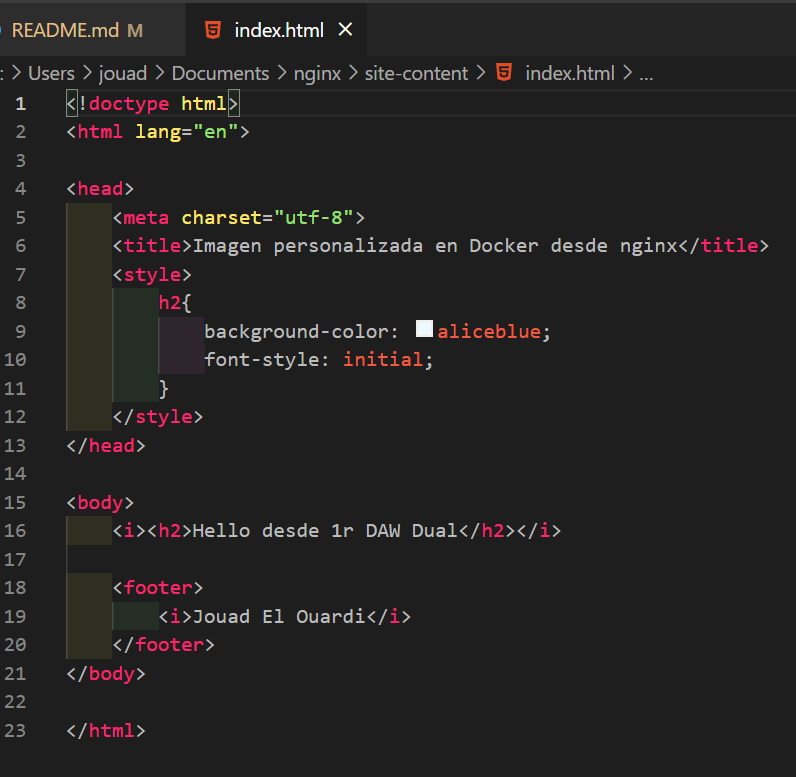 README.md M index.html ×
: > Users > jouad > Documents > nginx > site-content > index.html > ...
1 <!doctype html>
2 <html lang="en">
3
4 <head>
5 <meta charset="utf-8">
6 <title>Imagen personalizada en Docker desde nginx</title>
7 <style>
8 h2{
9 background-color: aliceblue;
10 font-style: initial;
11 }
12 </style>
13 </head>
14
15 <body>
16 <i><h2>Hello desde 1r DAW Dual</h2></i>
17
18 <footer>
19 <i>Jouad El Ouardi</i>
20 </footer>
21 </body>
22
23 </html>